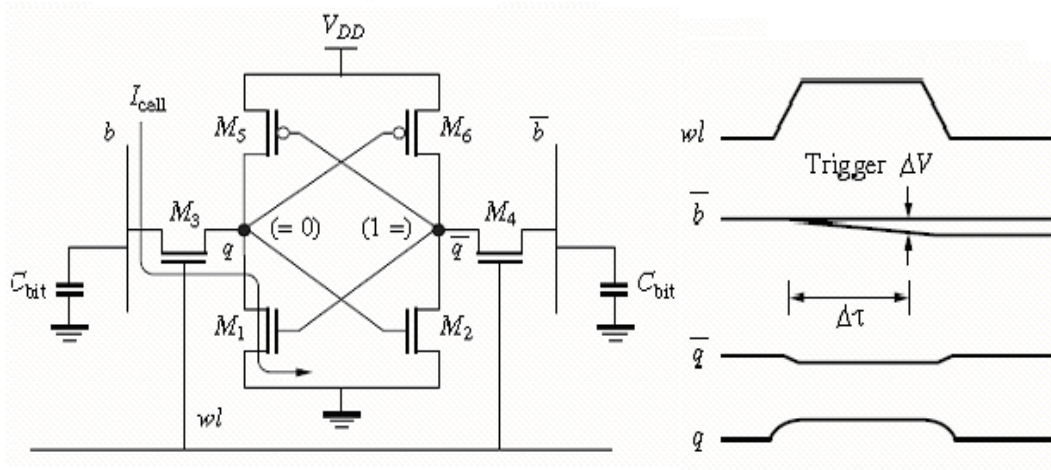 V_DD
I_cell
b
M_5
M_6
b̅
M_3
(= 0)
(1 =)
M_4
q
q̅
C_bit
C_bit
M_1
M_2
wl
wl
Trigger ΔV
b̅
Δτ
q̅
q